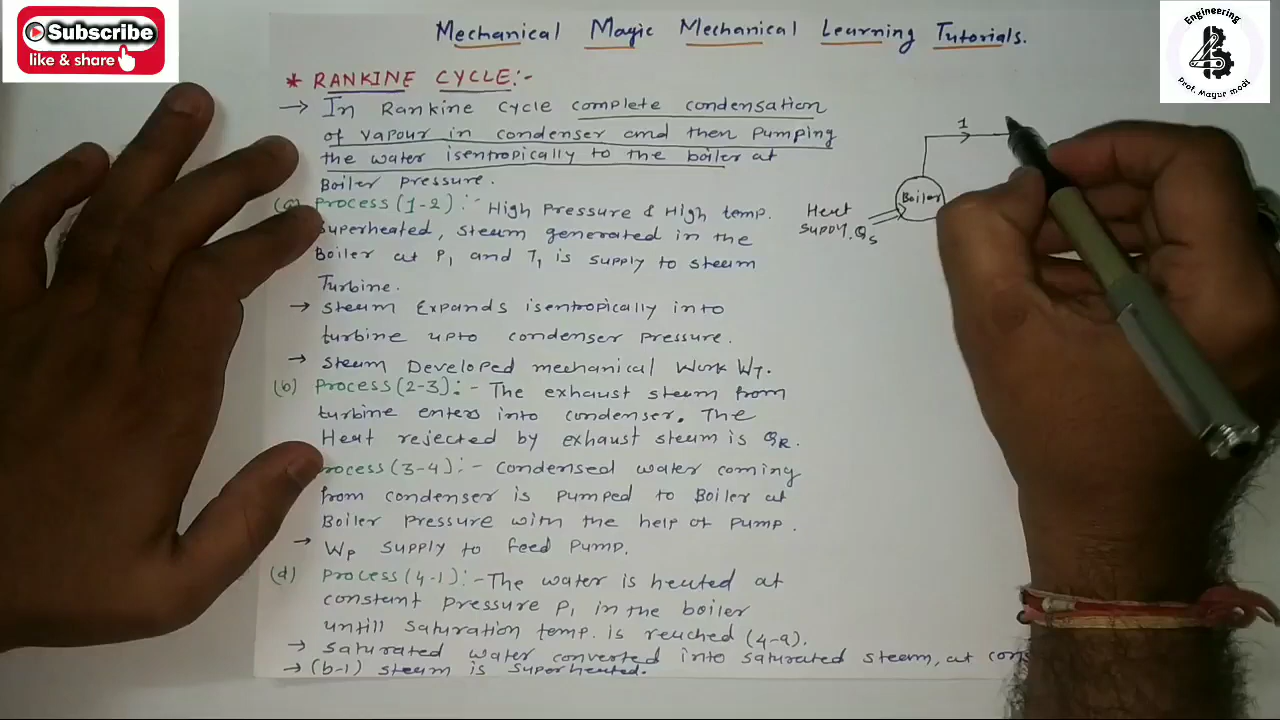 Subscribe
like & share
Mechanical Magic Mechanical Learning Tutorials.
Engineering
Prof. Mayur modi
* RANKINE CYCLE:-
→ In Rankine cycle complete condensation
of vapour in condenser and then pumping
the water isentropically to the boiler at
Boiler pressure.
Process (1-2):- High Pressure & High temp.
superheated, steam generated in the
Boiler at P1 and T1 is supply to steam
Turbine.
→ Steam Expands isentropically into
turbine upto condenser pressure.
→ Steam Developed mechanical Work WT.
(b) Process (2-3):- The exhaust steam from
turbine enters into condenser. The
Heat rejected by exhaust steam is QR.
rocess (3-4):- condensed water coming
from condenser is pumped to Boiler at
Boiler pressure with the help of pump.
→ Wp supply to feed pump.
(d) Process (4-1):- The water is heated at
constant pressure P1 in the boiler
untill saturation temp. is reached (4-a).
→ saturated water converted into saturated steam, at
→ (b-1) steam is superheated.
1
Boiler
Heat
supply, Qs